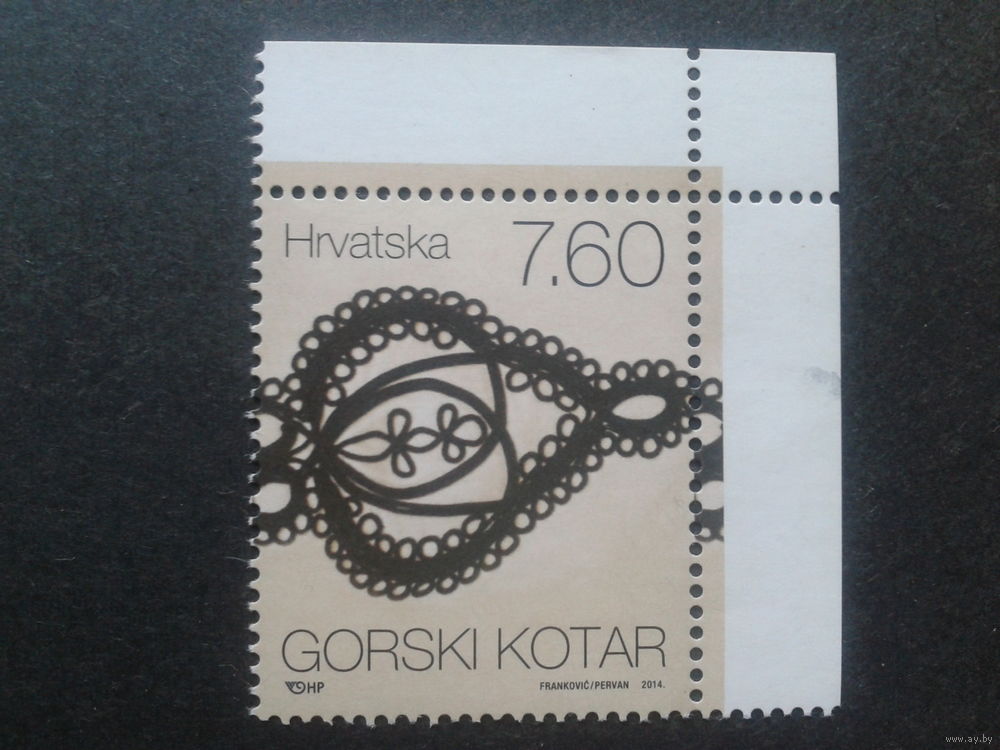 Hrvatska 7.60
GORSKI KOTAR
HP FRANKOVIĆ/PERVAN 2014.
www.ay.by